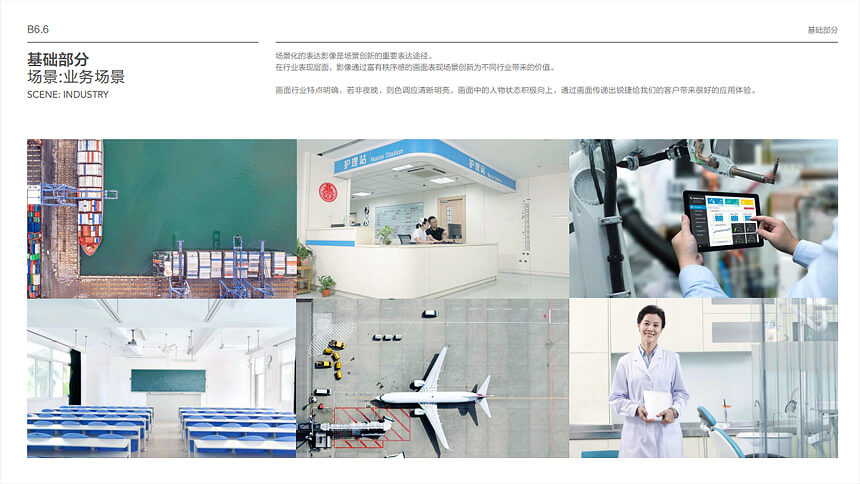 B6.6
基础部分
基础部分
场景:业务场景
SCENE: INDUSTRY
场景化的表达影像是场景创新的重要表达途径。
在行业表现层面，影像通过富有秩序感的画面表现场景创新为不同行业带来的价值。
画面行业特点明确，若非夜晚，则色调应清晰明亮，画面中的人物状态积极向上，通过画面传递出锐捷给我们的客户带来很好的应用体验。
护理站 Nurse Station
护理站 Nurse Station